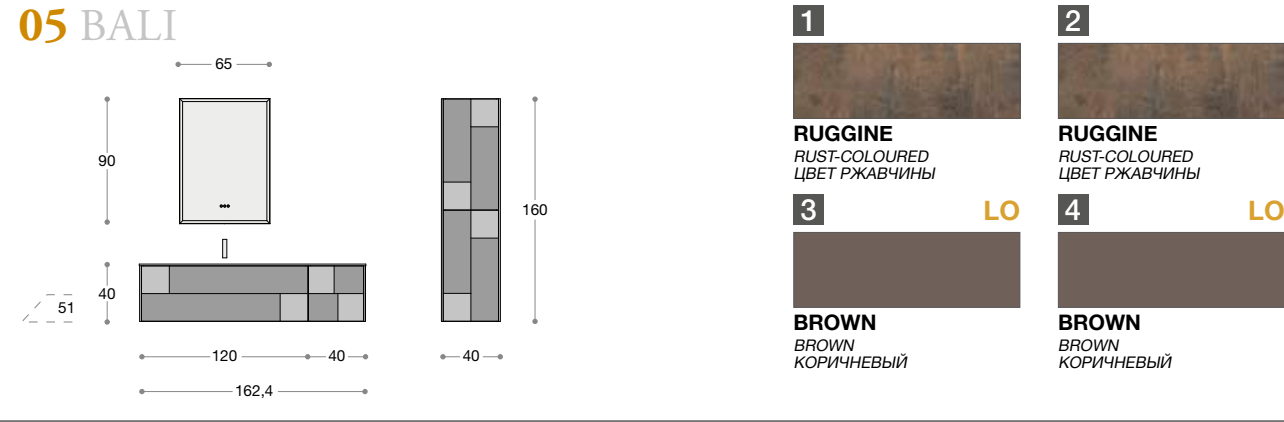 05 BALI
65
90
160
40
51
120
40
40
162,4
1
RUGGINE
RUST-COLOURED
ЦВЕТ РЖАВЧИНЫ
2
RUGGINE
RUST-COLOURED
ЦВЕТ РЖАВЧИНЫ
3 LO
BROWN
BROWN
КОРИЧНЕВЫЙ
4 LO
BROWN
BROWN
КОРИЧНЕВЫЙ